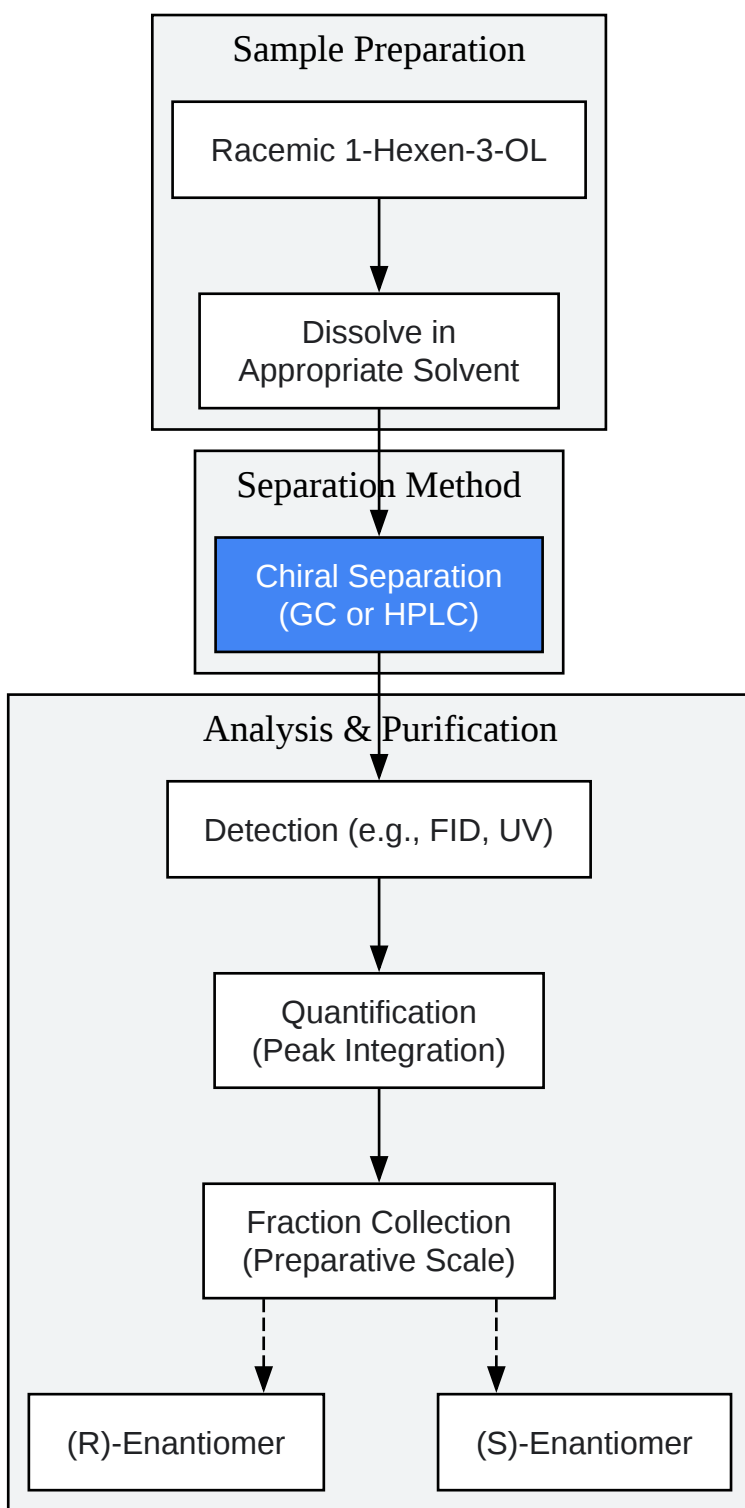 Sample Preparation
Racemic 1-Hexen-3-OL
Dissolve in
Appropriate Solvent
Separation Method
Chiral Separation
(GC or HPLC)
Analysis & Purification
Detection (e.g., FID, UV)
Quantification
(Peak Integration)
Fraction Collection
(Preparative Scale)
(R)-Enantiomer
(S)-Enantiomer